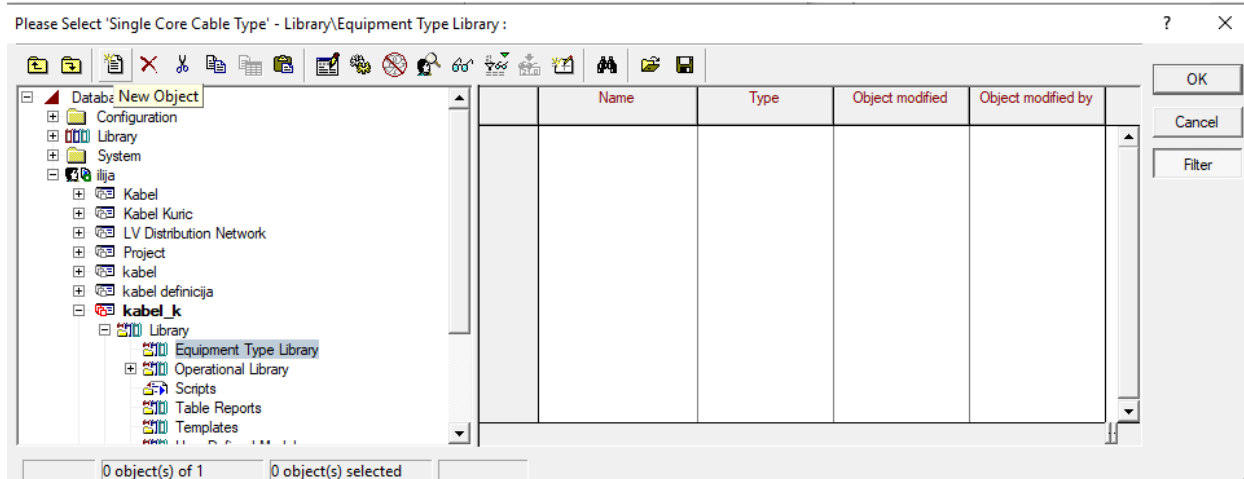 Please Select 'Single Core Cable Type' - Library\Equipment Type Library :
?
New Object
OK
Cancel
Filter
Name Type Object modified Object modified by
Configuration
Library
System
ilija
Kabel
Kabel Kuric
LV Distribution Network
Project
kabel
kabel definicija
kabel_k
Library
Equipment Type Library
Operational Library
Scripts
Table Reports
Templates
0 object(s) of 1 0 object(s) selected